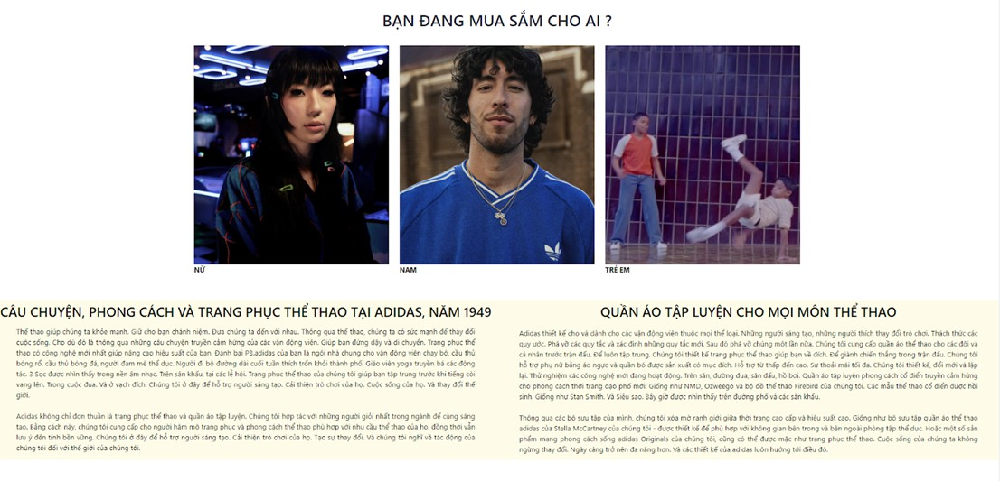 BẠN ĐANG MUA SẮM CHO AI ?
NỮ
NAM
TRẺ EM
CÂU CHUYỆN, PHONG CÁCH VÀ TRANG PHỤC THỂ THAO TẠI ADIDAS, NĂM 1949
Thể thao giúp chúng ta khỏe mạnh. Giữ cho bạn chánh niệm. Đưa chúng ta đến với nhau. Thông qua thể thao, chúng ta có sức mạnh để thay đổi
cuộc sống. Cho dù đó là thông qua những câu chuyện truyền cảm hứng của các vận động viên. Giúp bạn đứng dậy và di chuyển. Trang phục thể
thao có công nghệ mới nhất giúp nâng cao hiệu suất của bạn. Đánh bại PB.adidas của bạn là ngôi nhà chung cho vận động viên chạy bộ, cầu thủ
bóng rổ, cầu thủ bóng đá, người đam mê thể dục. Người đi bộ đường dài cuối tuần thích trốn khỏi thành phố. Giáo viên yoga truyền bá các động
tác. 3 Sọc được nhìn thấy trong nền âm nhạc. Trên sân khấu, tại các lễ hội. Trang phục thể thao của chúng tôi giúp bạn tập trung trước khi tiếng còi
vang lên. Trong cuộc đua. Và ở vạch đích. Chúng tôi ở đây để hỗ trợ người sáng tạo. Cải thiện trò chơi của họ. Cuộc sống của họ. Và thay đổi thế
giới.
Adidas không chỉ đơn thuần là trang phục thể thao và quần áo tập luyện. Chúng tôi hợp tác với những người giỏi nhất trong ngành để cùng sáng
tạo. Bằng cách này, chúng tôi cung cấp cho người hâm mộ trang phục và phong cách thể thao phù hợp với nhu cầu thể thao của họ, đồng thời vẫn
lưu ý đến tính bền vững. Chúng tôi ở đây để hỗ trợ người sáng tạo. Cải thiện trò chơi của họ. Tạo sự thay đổi. Và chúng tôi nghĩ về tác động của
chúng tôi đối với thế giới của chúng tôi.
QUẦN ÁO TẬP LUYỆN CHO MỌI MÔN THỂ THAO
Adidas thiết kế cho và dành cho các vận động viên thuộc mọi thể loại. Những người sáng tạo, những người thích thay đổi trò chơi. Thách thức các
quy ước. Phá vỡ các quy tắc và xác định những quy tắc mới. Sau đó phá vỡ chúng một lần nữa. Chúng tôi cung cấp quần áo thể thao cho các đội và
cá nhân trước trận đấu. Để luôn tập trung. Chúng tôi thiết kế trang phục thể thao giúp bạn về đích. Để giành chiến thắng trong trận đấu. Chúng tôi
hỗ trợ phụ nữ bằng áo ngực và quần bó được sản xuất có mục đích. Hỗ trợ từ thấp đến cao. Sự thoải mái tối đa. Chúng tôi thiết kế, đổi mới và lặp
lại. Thử nghiệm các công nghệ mới đang hoạt động. Trên sân, đường đua, sân đấu, hồ bơi. Quần áo tập luyện phong cách cổ điển truyền cảm hứng
cho phong cách thời trang dạo phố mới. Giống như NMD, Ozweego và bộ đồ thể thao Firebird của chúng tôi. Các mẫu thể thao cổ điển được hồi
sinh. Giống như Stan Smith. Và Siêu sao. Bây giờ được nhìn thấy trên đường phố và các sân khấu.
Thông qua các bộ sưu tập của mình, chúng tôi xóa mờ ranh giới giữa thời trang cao cấp và hiệu suất cao. Giống như bộ sưu tập quần áo thể thao
adidas của Stella McCartney của chúng tôi - được thiết kế để phù hợp với không gian bên trong và bên ngoài phòng tập thể dục. Hoặc một số sản
phẩm mang phong cách sống adidas Originals của chúng tôi, cũng có thể được mặc như trang phục thể thao. Cuộc sống của chúng ta không
ngừng thay đổi. Ngày càng trở nên đa năng hơn. Và các thiết kế của adidas luôn hướng tới điều đó.